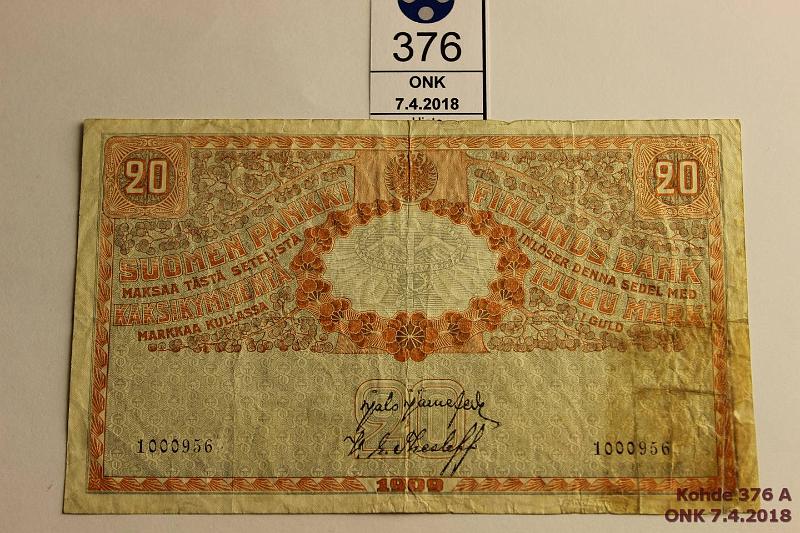 376
ONK
7.4.2018
20
20
SUOMEN PANKKI
MAKSAA TÄSTÄ SETELISTÄ
KAKSIKYMMENTÄ
MARKKAA KULLASSA
FINLANDS BANK
INLÖSER DENNA SEDEL MED
TJUGU MARK
I GULD
20
1000956
1000956
1909
Kohde 376 A
ONK 7.4.2018